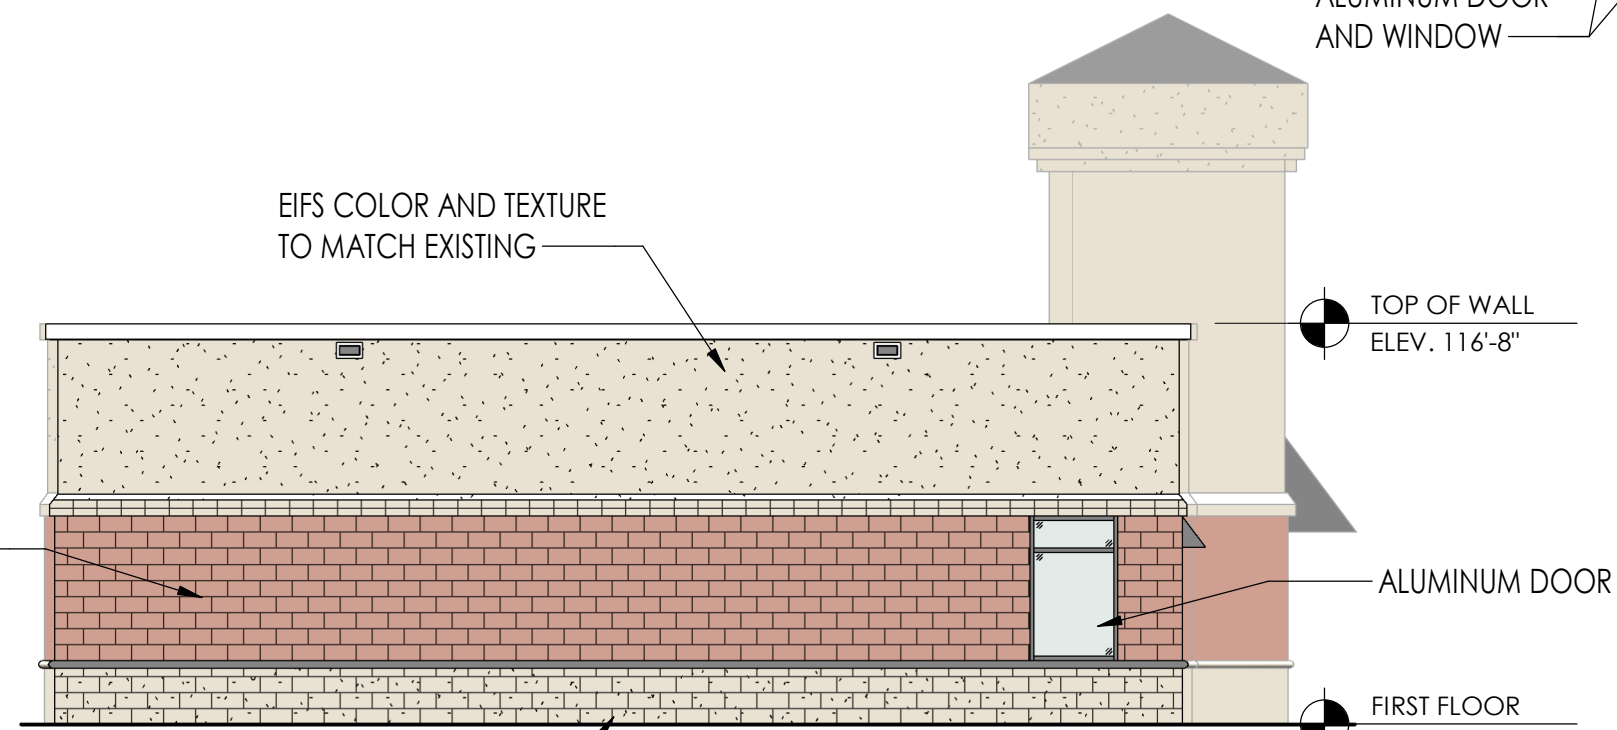 ALUMINUM DOOR
AND WINDOW
EIFS COLOR AND TEXTURE
TO MATCH EXISTING
TOP OF WALL
ELEV. 116'-8"
ALUMINUM DOOR
FIRST FLOOR